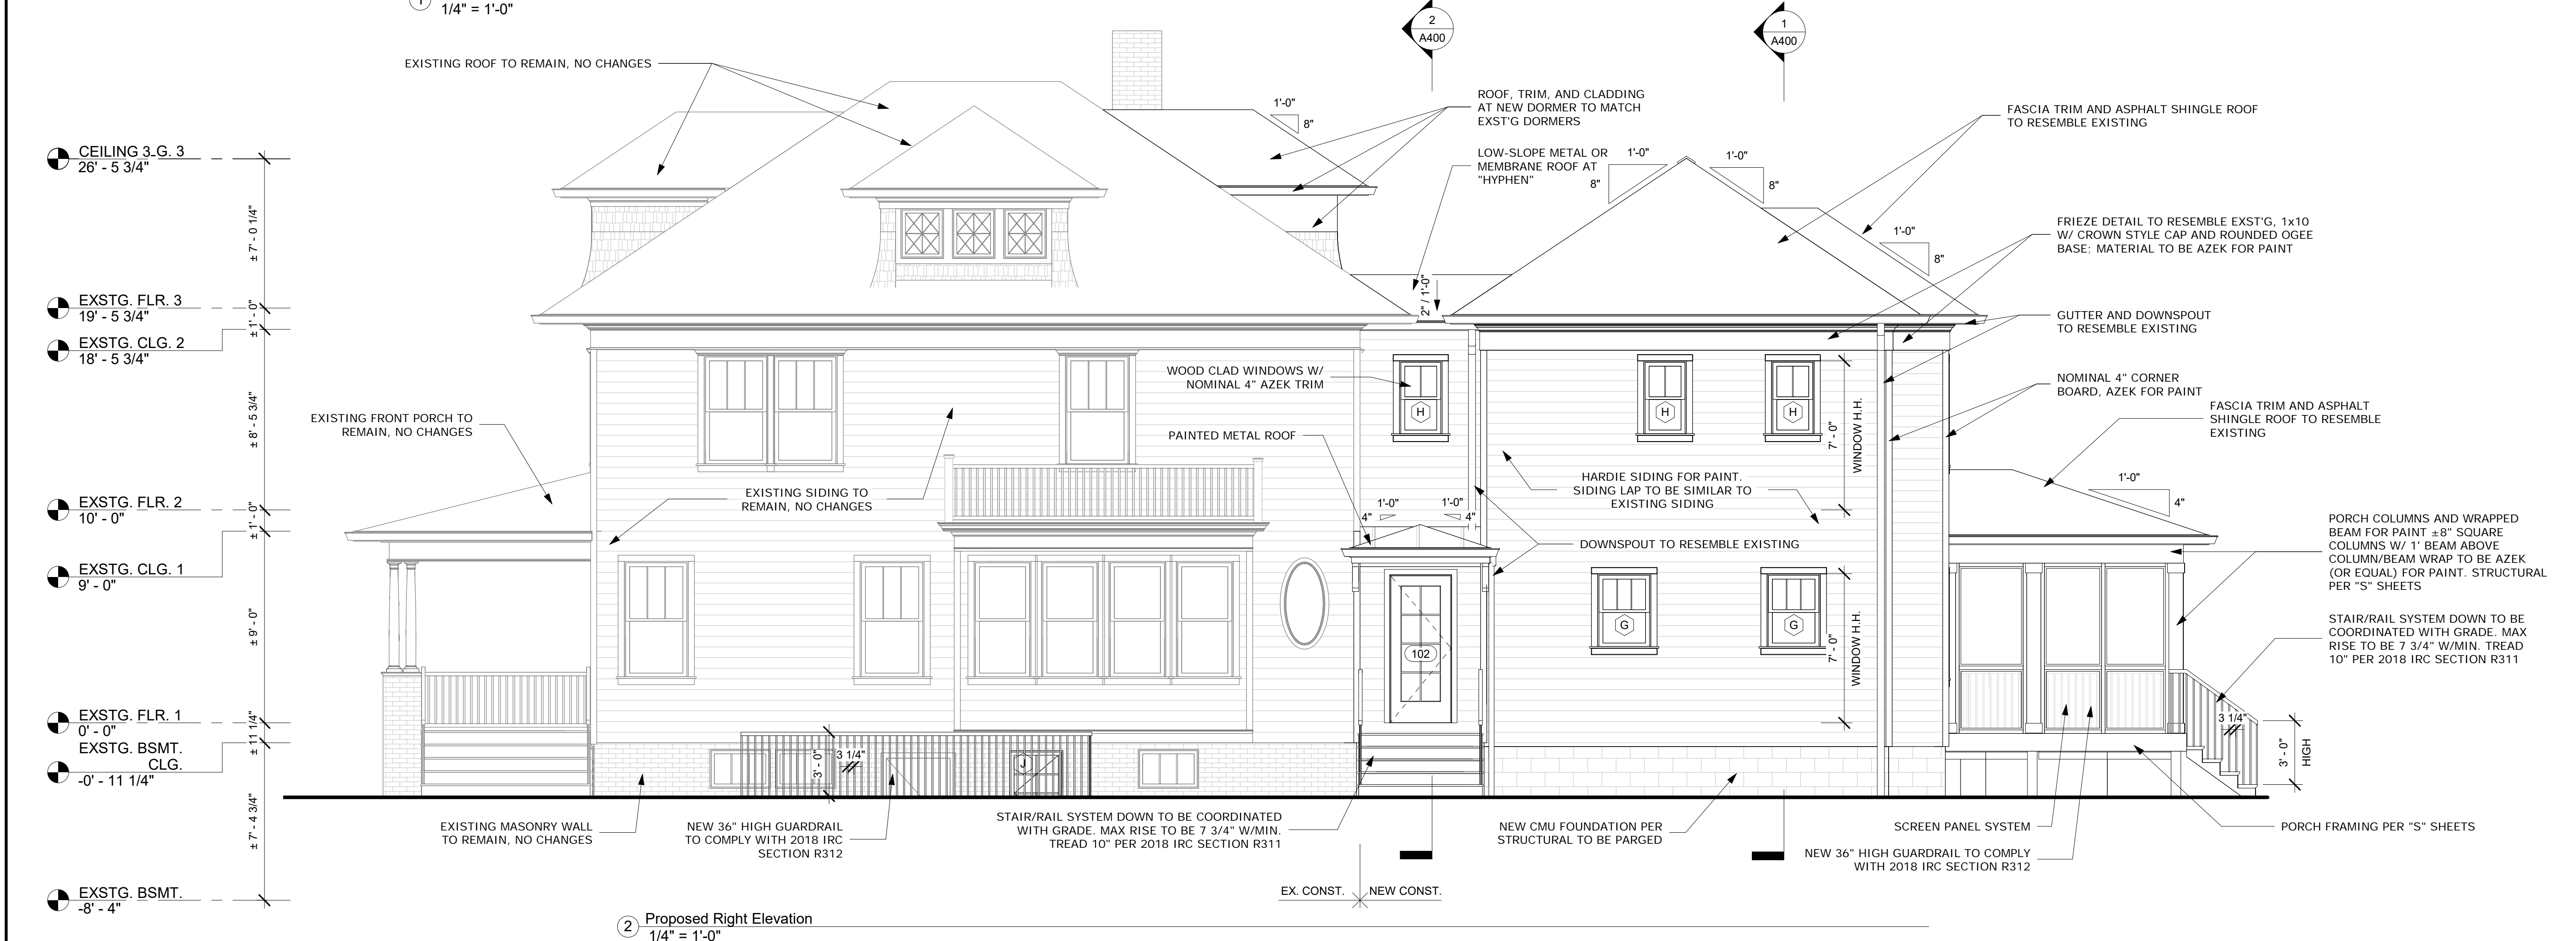 1
1/4" = 1'-0"
2
A400
1
A400
EXISTING ROOF TO REMAIN, NO CHANGES
ROOF, TRIM, AND CLADDING
AT NEW DORMER TO MATCH
EXST'G DORMERS
1'-0"
8"
FASCIA TRIM AND ASPHALT SHINGLE ROOF
TO RESEMBLE EXISTING
LOW-SLOPE METAL OR
MEMBRANE ROOF AT
"HYPHEN"
1'-0"
8"
1'-0"
8"
CEILING 3 G. 3
26' - 5 3/4"
± 7' - 0 1/4"
FRIEZE DETAIL TO RESEMBLE EXST'G, 1x10
W/ CROWN STYLE CAP AND ROUNDED OGEE
BASE; MATERIAL TO BE AZEK FOR PAINT
1'-0"
8"
2" / 1'-0"
EXSTG. FLR. 3
19' - 5 3/4"
± 1' - 0"
GUTTER AND DOWNSPOUT
TO RESEMBLE EXISTING
EXSTG. CLG. 2
18' - 5 3/4"
± 8' - 5 3/4"
WOOD CLAD WINDOWS W/
NOMINAL 4" AZEK TRIM
H
H
H
7' - 0"
WINDOW H.H.
NOMINAL 4" CORNER
BOARD, AZEK FOR PAINT
FASCIA TRIM AND ASPHALT
SHINGLE ROOF TO RESEMBLE
EXISTING
EXISTING FRONT PORCH TO
REMAIN, NO CHANGES
PAINTED METAL ROOF
EXISTING SIDING TO
REMAIN, NO CHANGES
HARDIE SIDING FOR PAINT.
SIDING LAP TO BE SIMILAR TO
EXISTING SIDING
1'-0"
4"
1'-0"
4"
1'-0"
4"
EXSTG. FLR. 2
10' - 0"
± 1' - 0"
DOWNSPOUT TO RESEMBLE EXISTING
PORCH COLUMNS AND WRAPPED
BEAM FOR PAINT ±8" SQUARE
COLUMNS W/ 1' BEAM ABOVE
COLUMN/BEAM WRAP TO BE AZEK
(OR EQUAL) FOR PAINT. STRUCTURAL
PER "S" SHEETS
EXSTG. CLG. 1
9' - 0"
± 9' - 0"
G
G
102
7' - 0"
WINDOW H.H.
STAIR/RAIL SYSTEM DOWN TO BE
COORDINATED WITH GRADE. MAX
RISE TO BE 7 3/4" W/MIN. TREAD
10" PER 2018 IRC SECTION R311
EXSTG. FLR. 1
0' - 0"
± 11 1/4"
EXSTG. BSMT.
CLG.
-0' - 11 1/4"
± 7' - 4 3/4"
3' - 0"
3 1/4"
J
3 1/4"
3' - 0"
HIGH
EXISTING MASONRY WALL
TO REMAIN, NO CHANGES
NEW 36" HIGH GUARDRAIL
TO COMPLY WITH 2018 IRC
SECTION R312
STAIR/RAIL SYSTEM DOWN TO BE COORDINATED
WITH GRADE. MAX RISE TO BE 7 3/4" W/MIN.
TREAD 10" PER 2018 IRC SECTION R311
NEW CMU FOUNDATION PER
STRUCTURAL TO BE PARGED
SCREEN PANEL SYSTEM
NEW 36" HIGH GUARDRAIL TO COMPLY
WITH 2018 IRC SECTION R312
PORCH FRAMING PER "S" SHEETS
EXSTG. BSMT.
-8' - 4"
EX. CONST.
NEW CONST.
2
Proposed Right Elevation
1/4" = 1'-0"